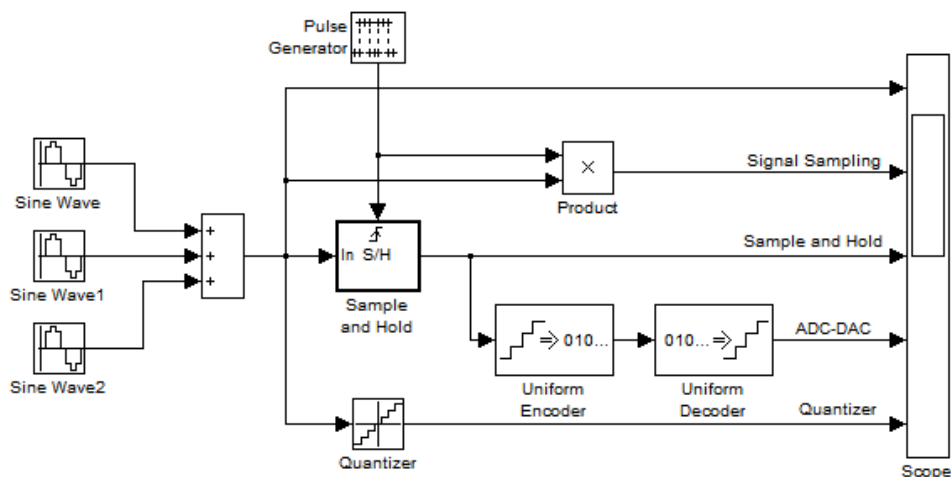 Pulse
Generator
Signal Sampling
Sine Wave
×
Product
+
+
+
In S/H
Sample and Hold
Sine Wave1
Sample
and Hold
010...
010...
ADC-DAC
Sine Wave2
Uniform
Encoder
Uniform
Decoder
Quantizer
Quantizer
Scope